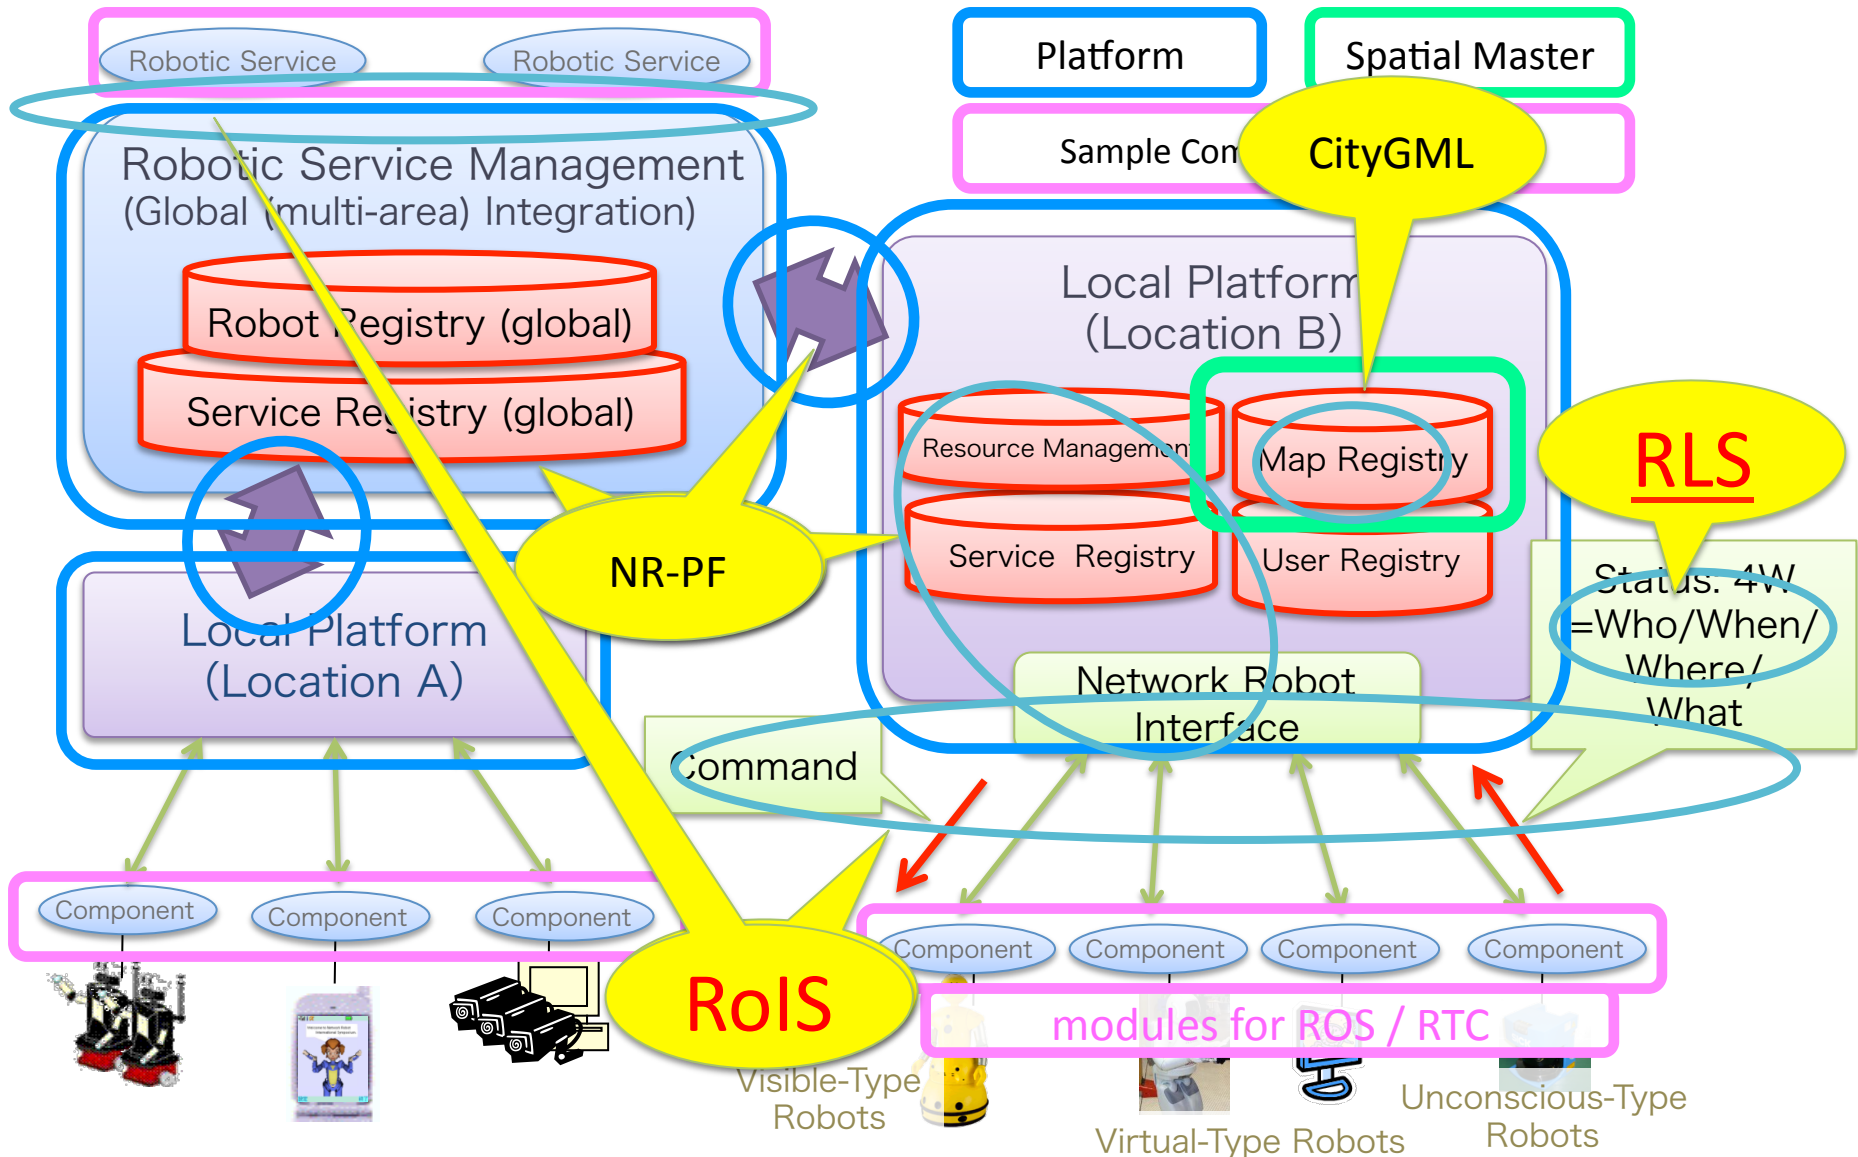 Robotic Service
Robotic Service
Platform
Spatial Master
Sample Com
CityGML
Robotic Service Management
(Global (multi-area) Integration)
Robot Registry (global)
Service Registry (global)
Local Platform
(Location B)
Resource Management
Map Registry
Service Registry
User Registry
RLS
NR-PF
Status: 4W
=Who/When/
Where/
What
Local Platform
(Location A)
Network Robot
Interface
Command
Component
Component
Component
Component
Component
Component
Component
RoIS
modules for ROS / RTC
Visible-Type
Robots
Virtual-Type Robots
Unconscious-Type
Robots